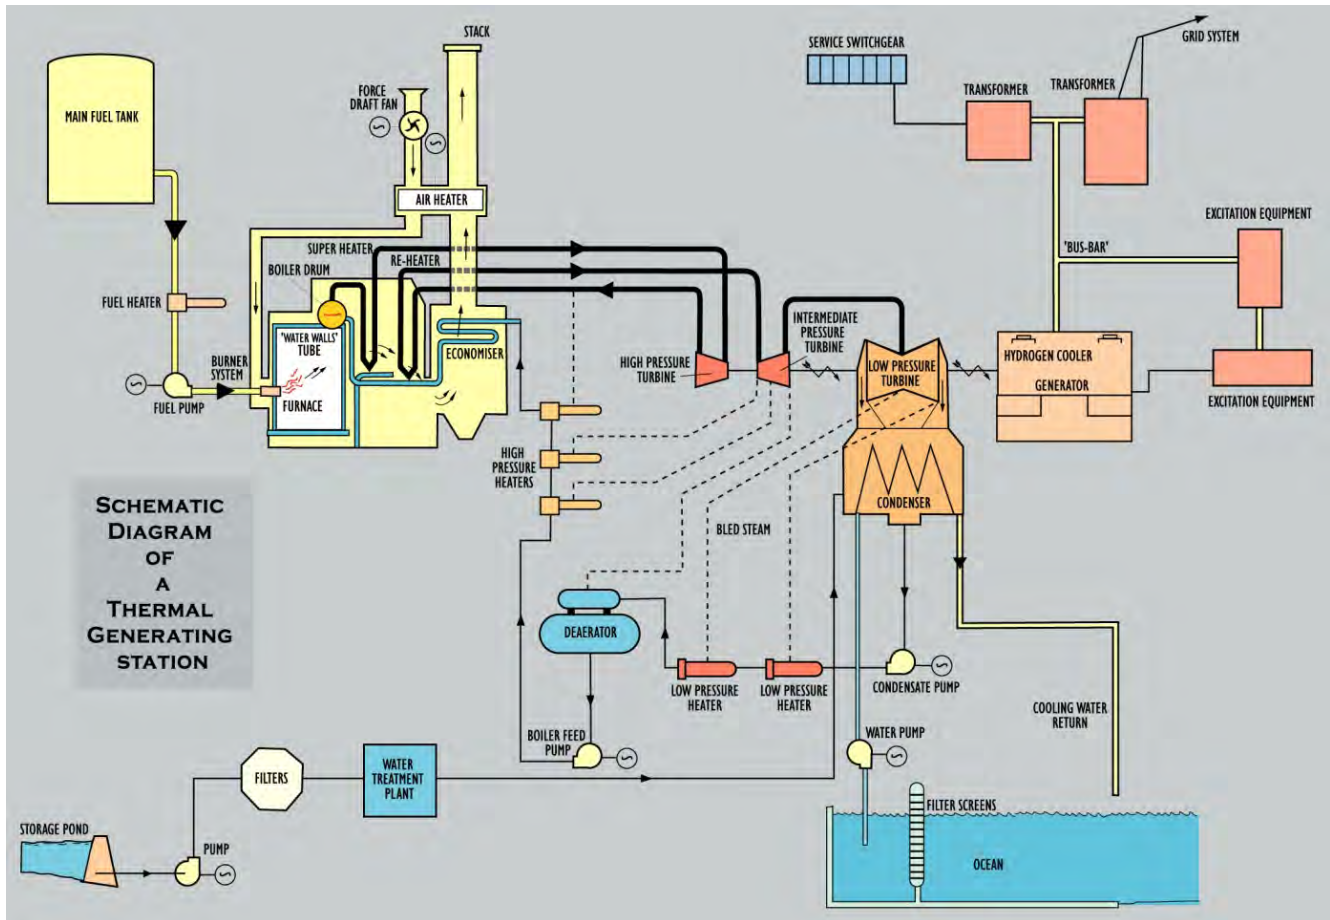 STACK
SERVICE SWITCHGEAR
GRID SYSTEM
TRANSFORMER
TRANSFORMER
FORCE
DRAFT FAN
MAIN FUEL TANK
AIR HEATER
EXCITATION EQUIPMENT
SUPER HEATER
'BUS-BAR'
RE-HEATER
BOILER DRUM
FUEL HEATER
'WATER WALLS'
TUBE
INTERMEDIATE
PRESSURE
TURBINE
ECONOMISER
HIGH PRESSURE
TURBINE
LOW PRESSURE
TURBINE
HYDROGEN COOLER
GENERATOR
BURNER
SYSTEM
FURNACE
FUEL PUMP
EXCITATION EQUIPMENT
HIGH
PRESSURE
HEATERS
CONDENSER
BLED STEAM
SCHEMATIC
DIAGRAM
OF
A
THERMAL
GENERATING
STATION
DEAERATOR
LOW PRESSURE
HEATER
LOW PRESSURE
HEATER
CONDENSATE PUMP
COOLING WATER
RETURN
BOILER FEED
PUMP
WATER PUMP
FILTERS
WATER
TREATMENT
PLANT
FILTER SCREENS
STORAGE POND
PUMP
OCEAN